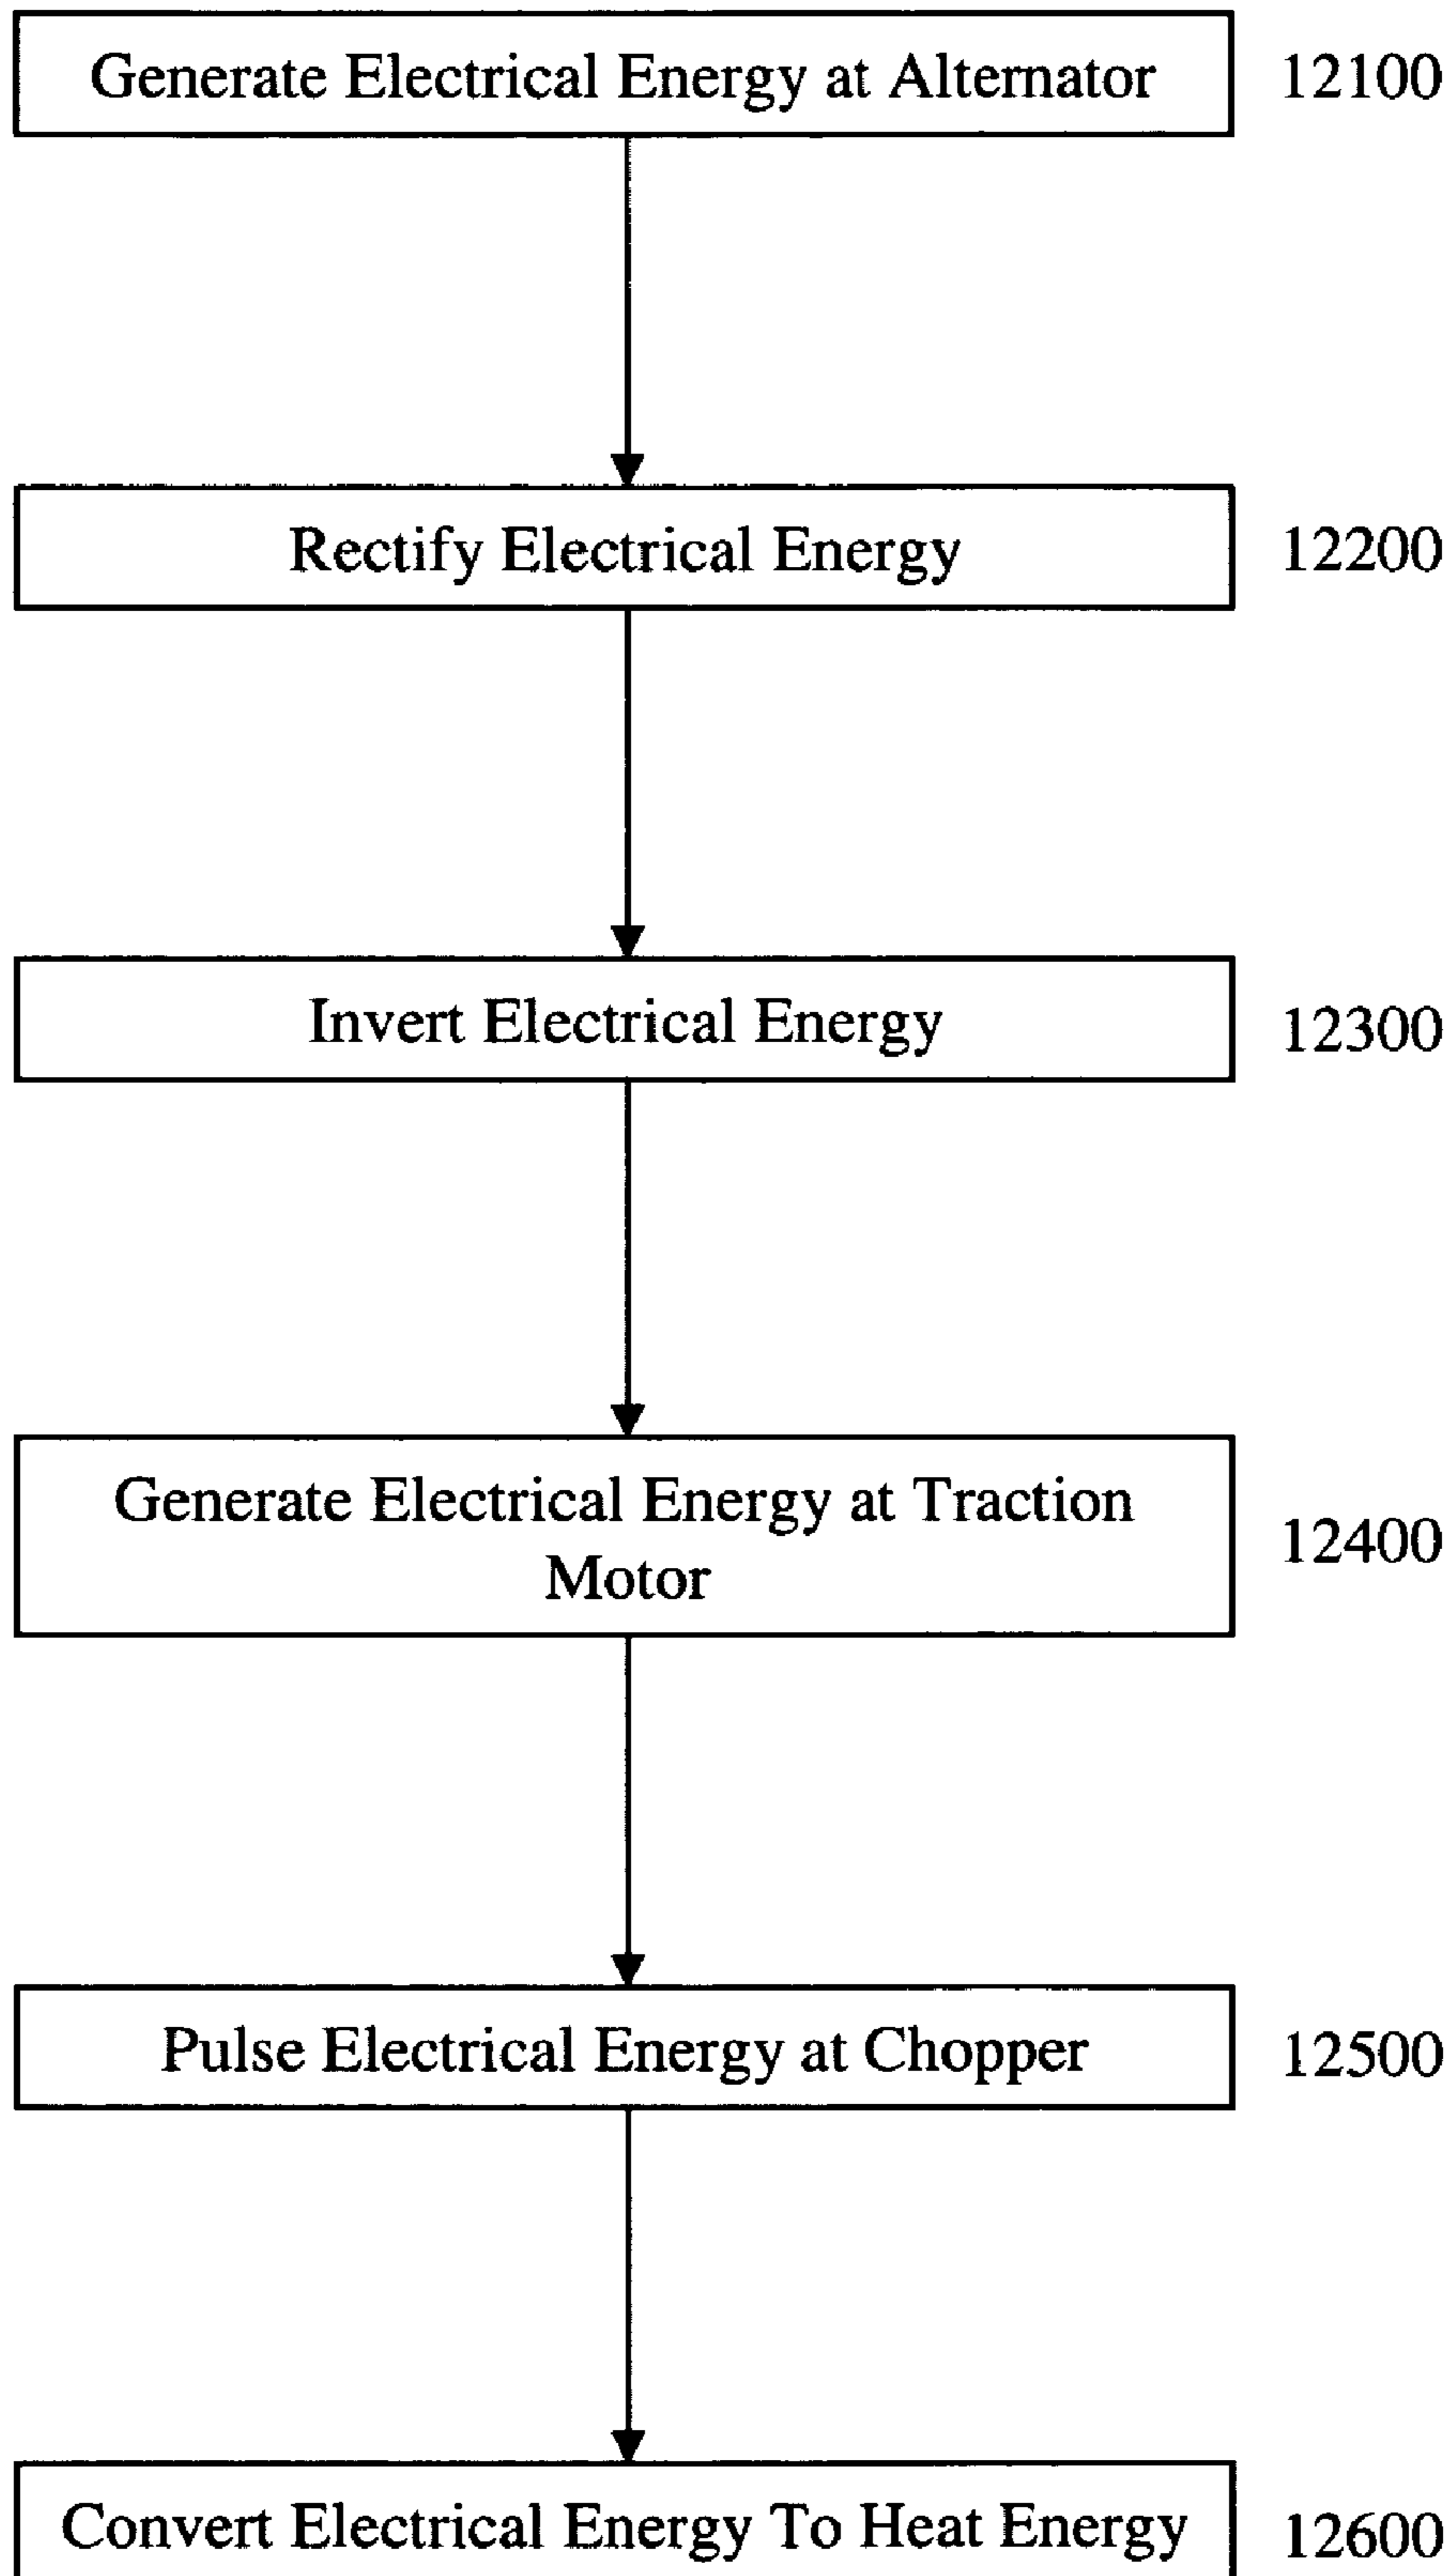 Generate Electrical Energy at Alternator 12100
Rectify Electrical Energy 12200
Invert Electrical Energy 12300
Generate Electrical Energy at Traction
Motor 12400
Pulse Electrical Energy at Chopper 12500
Convert Electrical Energy To Heat Energy 12600